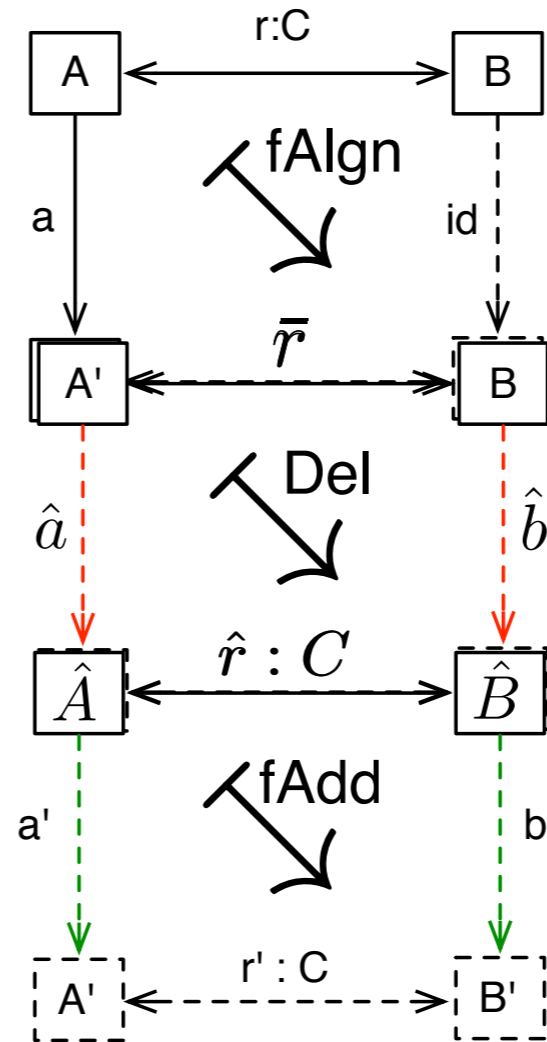 r:C
A
B
fAlgn
a
id
r̄
A'
B
Del
â
b̂
r̂ : C
Â
B̂
fAdd
a'
b
r' : C
A'
B'